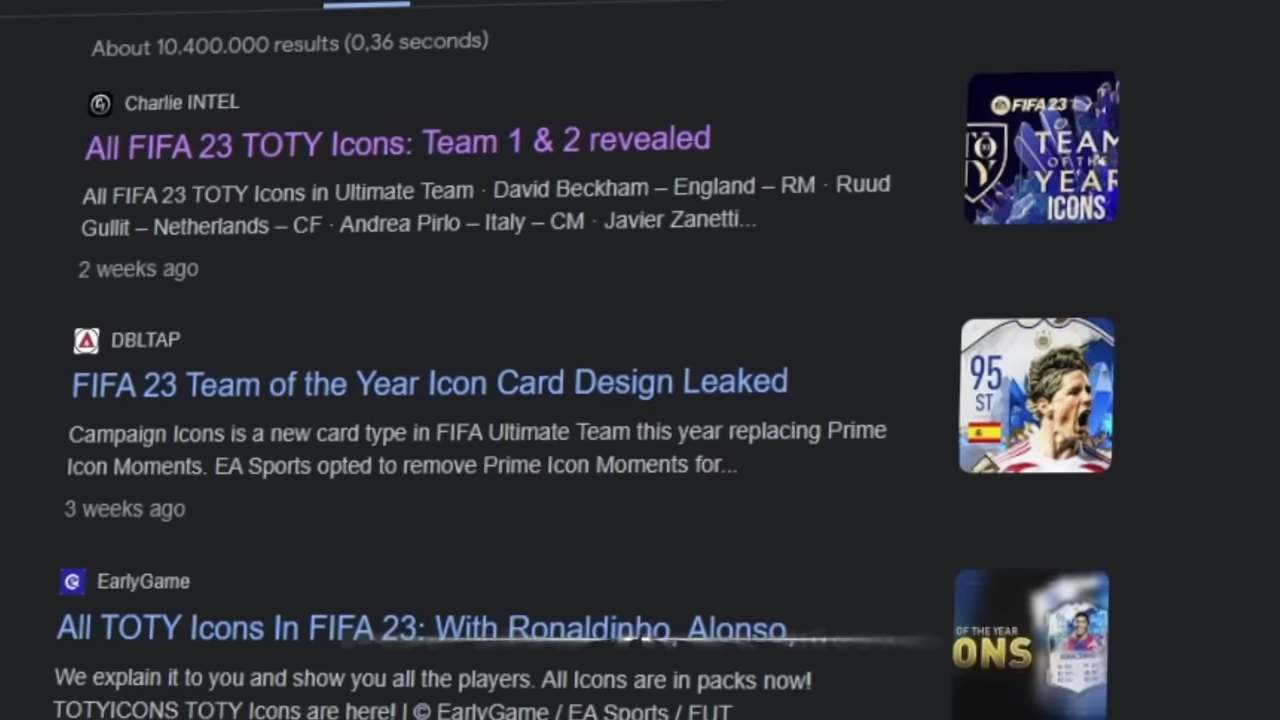 About 10.400.000 results (0,36 seconds)
Charlie INTEL
All FIFA 23 TOTY Icons: Team 1 & 2 revealed
All FIFA 23 TOTY Icons in Ultimate Team · David Beckham – England – RM · Ruud
Gullit – Netherlands – CF · Andrea Pirlo – Italy – CM · Javier Zanetti...
2 weeks ago
FIFA 23
TEAM
OF THE
YEAR
ICONS
DBLTAP
FIFA 23 Team of the Year Icon Card Design Leaked
Campaign Icons is a new card type in FIFA Ultimate Team this year replacing Prime
Icon Moments. EA Sports opted to remove Prime Icon Moments for...
3 weeks ago
95
ST
EarlyGame
All TOTY Icons In FIFA 23: With Ronaldinho, Alonso
We explain it to you and show you all the players. All Icons are in packs now!
TOTYICONS TOTY Icons are here! | © EarlyGame / EA Sports / FUT
OF THE YEAR
ONS